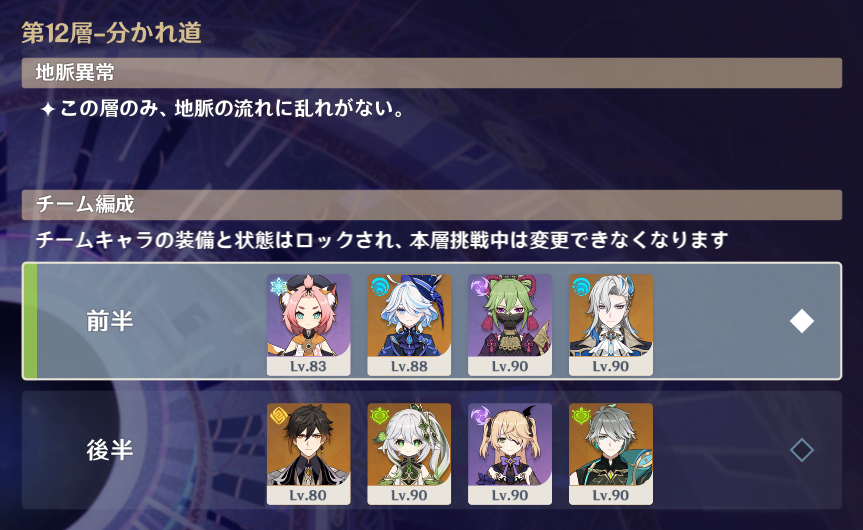 第12層-分かれ道
地脈異常
✦この層のみ、地脈の流れに乱れがない。
チーム編成
チームキャラの装備と状態はロックされ、本層挑戦中は変更できなくなります
前半
Lv.83 Lv.88 Lv.90 Lv.90
後半
Lv.80 Lv.90 Lv.90 Lv.90